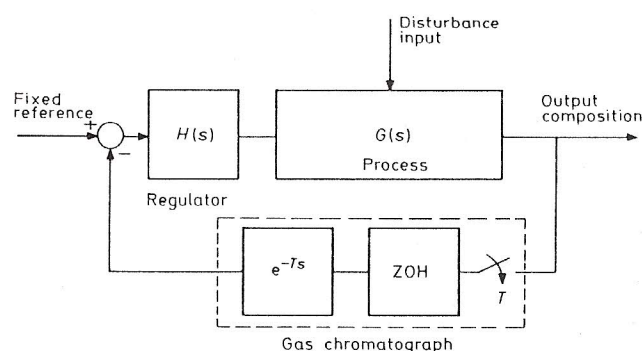 Disturbance
input
Fixed
reference
+
−
H(s)
Regulator
G(s)
Process
Output
composition
e^{-Ts}
ZOH
T
Gas chromatograph